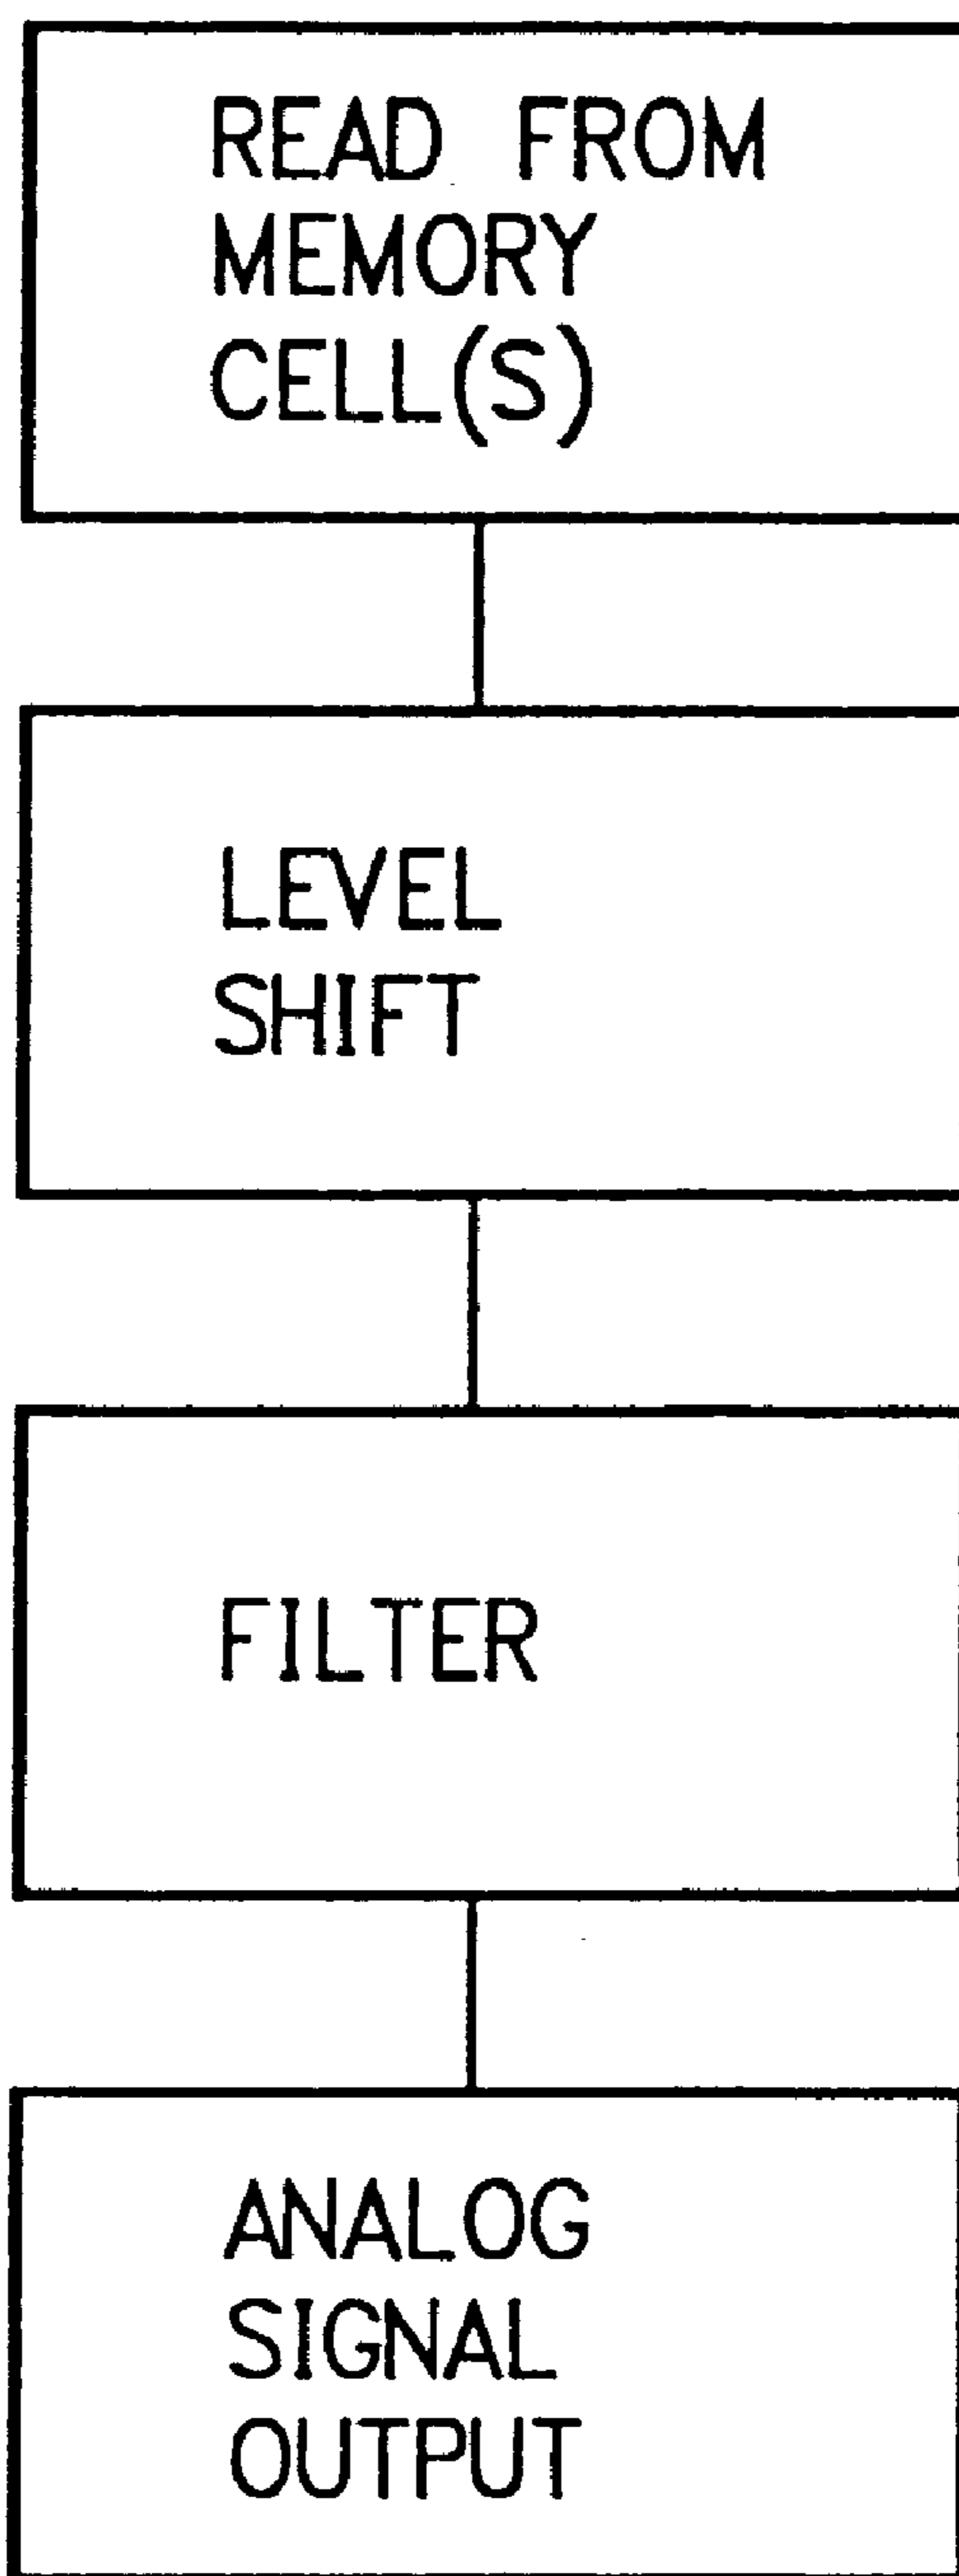 READ FROM
MEMORY
CELL(S)
LEVEL
SHIFT
FILTER
ANALOG
SIGNAL
OUTPUT